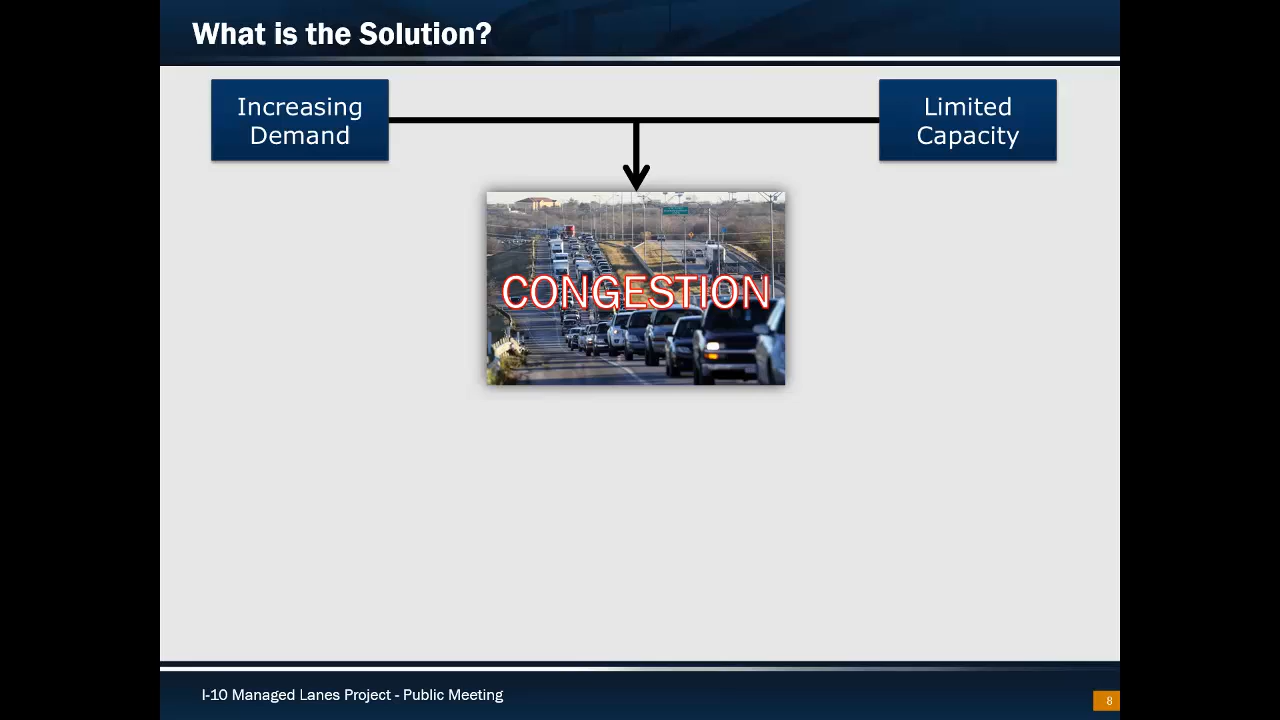 What is the Solution?
Increasing
Demand
Limited
Capacity
CONGESTION
I-10 Managed Lanes Project - Public Meeting
8